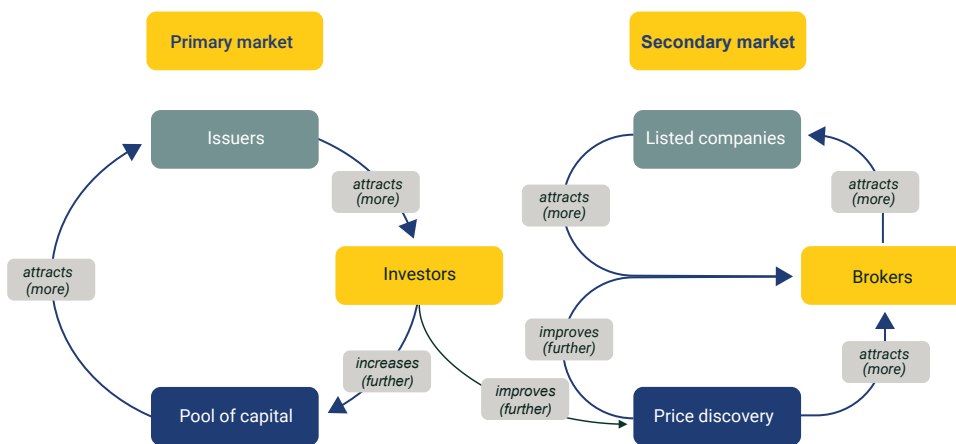 Primary market
Secondary market
Issuers
Listed companies
attracts
(more)
attracts
(more)
attracts
(more)
attracts
(more)
Investors
Brokers
improves
(further)
increases
(further)
attracts
(more)
improves
(further)
Pool of capital
Price discovery